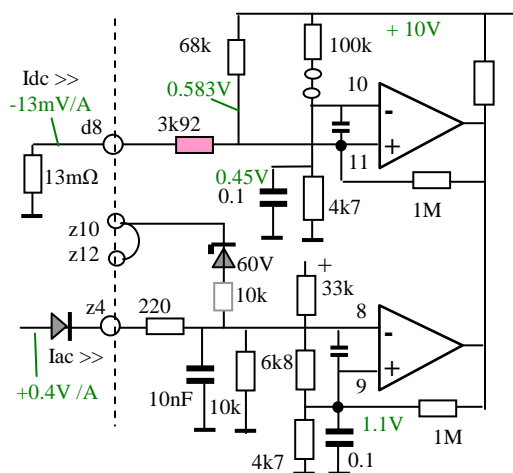 + 10V
68k
100k
Idc >>
-13mV/A
0.583V
10
-
d8
3k92
+
11
13mΩ
0.45V
0.1
4k7
1M
z10
z12
60V
+
10k
33k
z4
220
8
-
Iac >>
6k8
+
9
+0.4V /A
10nF
10k
1.1V
4k7
0.1
1M